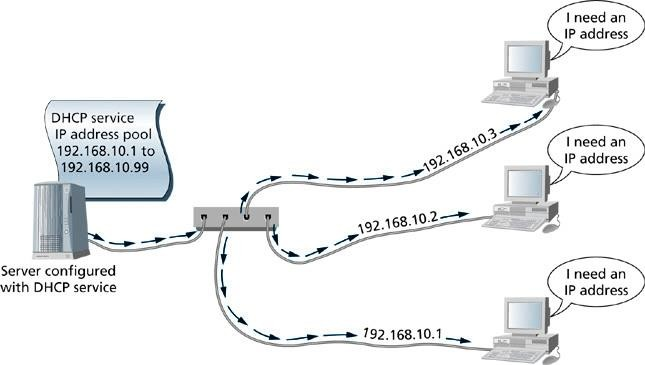 I need an
IP address
DHCP service
IP address pool
192.168.10.1 to
192.168.10.99
192.168.10.3
I need an
IP address
192.168.10.2
Server configured
with DHCP service
I need an
IP address
192.168.10.1